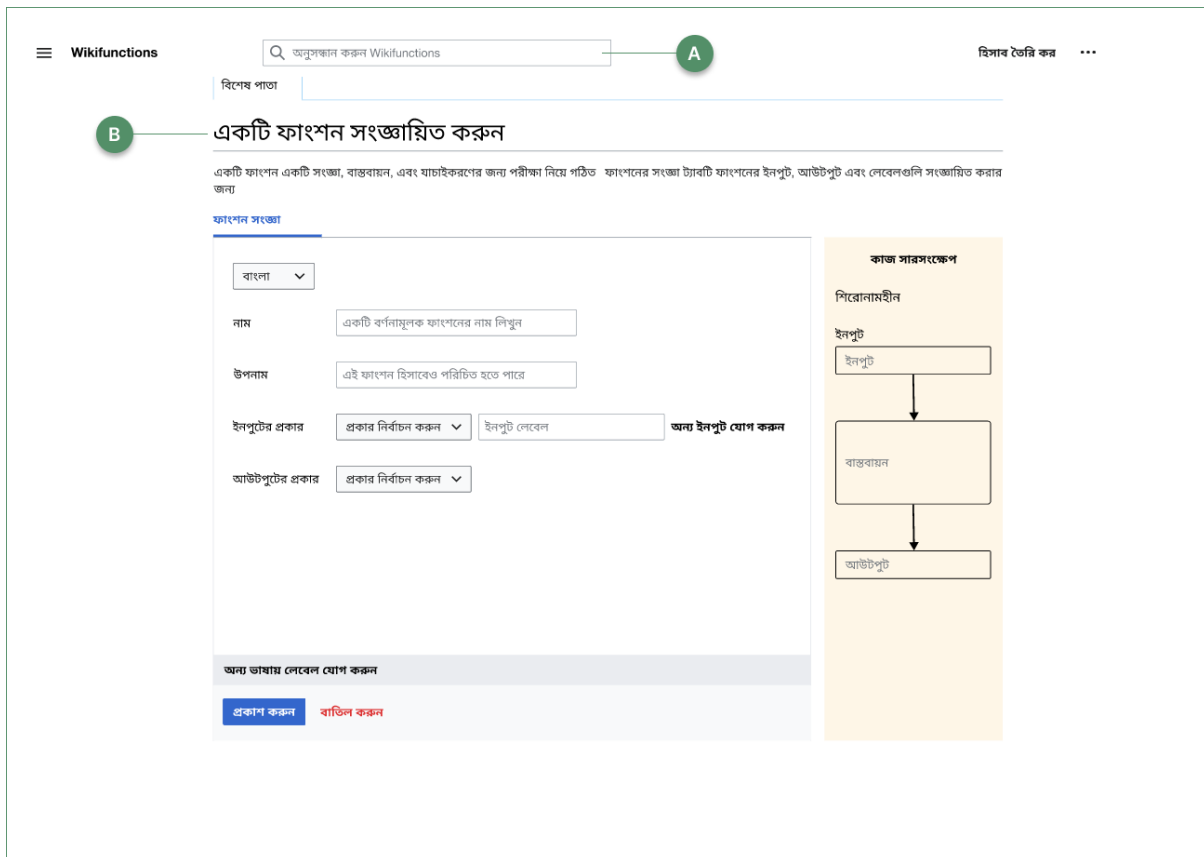 Wikifunctions
অনুসন্ধান করুন Wikifunctions
A
হিসাব তৈরি কর
বিশেষ পাতা
B
একটি ফাংশন সংজ্ঞায়িত করুন
একটি ফাংশন একটি সংজ্ঞা, বাস্তবায়ন, এবং যাচাইকরণের জন্য পরীক্ষা নিয়ে গঠিত ফাংশনের সংজ্ঞা ট্যাবটি ফাংশনের ইনপুট, আউটপুট এবং লেবেলগুলি সংজ্ঞায়িত করার
জন্য
ফাংশন সংজ্ঞা
বাংলা
নাম
একটি বর্ণনামূলক ফাংশনের নাম লিখুন
উপনাম
এই ফাংশন হিসাবেও পরিচিত হতে পারে
ইনপুটের প্রকার
প্রকার নির্বাচন করুন
ইনপুট লেবেল
অন্য ইনপুট যোগ করুন
আউটপুটের প্রকার
প্রকার নির্বাচন করুন
অন্য ভাষায় লেবেল যোগ করুন
প্রকাশ করুন
বাতিল করুন
কাজ সারসংক্ষেপ
শিরোনামহীন
ইনপুট
ইনপুট
বাস্তবায়ন
আউটপুট